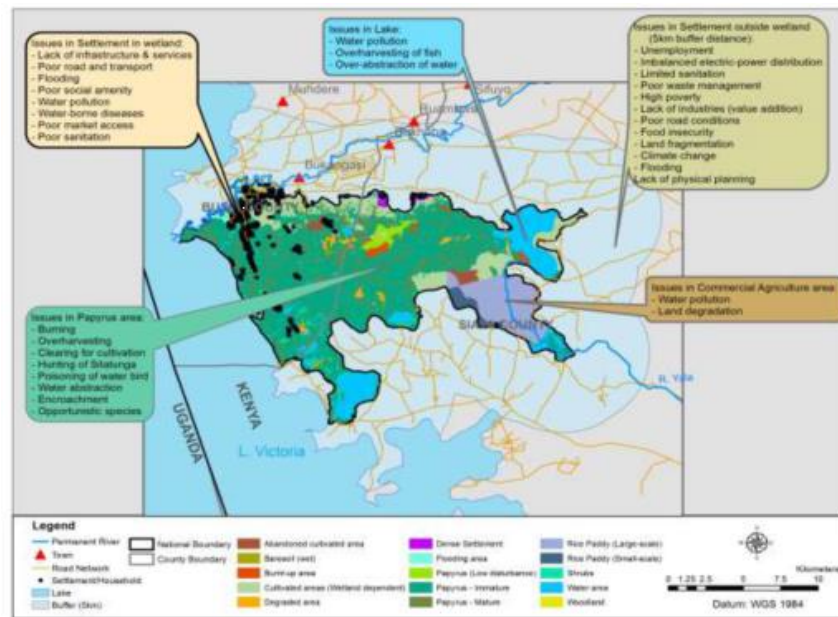 Issues in Settlement in wetland:
- Lack of infrastructure & services
- Poor road and transport
- Flooding
- Poor social amenity
- Water pollution
- Water-borne diseases
- Poor market access
- Poor sanitation
Issues in Lake:
- Water pollution
- Overharvesting of fish
- Over-abstraction of water
Issues in Settlement outside wetland
(5km buffer distance):
- Unemployment
- Imbalanced electric-power distribution
- Limited sanitation
- Poor waste management
- High poverty
- Lack of industries (value addition)
- Poor road conditions
- Food insecurity
- Land fragmentation
- Climate change
- Flooding
Lack of physical planning
Sifuyo
Issues in Commercial Agriculture area
- Water pollution
- Land degradation
Issues in Papyrus area:
- Burning
- Overharvesting
- Clearing for cultivation
- Hunting of Sitatunga
- Poisoning of water bird
- Water abstraction
- Encroachment
- Opportunistic species
R. Yala
KENYA
UGANDA
L. Victoria
Legend
Permanent River
Town
Road Network
Settlement/Household
Lake
Buffer (5km)
National Boundary
County Boundary
Abandoned cultivated area
Baresoil (wet)
Burnt-up area
Cultivated areas (Wetland dependent)
Degraded area
Dense Settlement
Flooding area
Papyrus (Low disturbance)
Papyrus - Immature
Papyrus - Mature
Rice Paddy (Large-scale)
Rice Paddy (Small-scale)
Shrubs
Water area
Woodland
Kilometers
0 1.25 2.5 5 7.5 10
Datum: WGS 1984